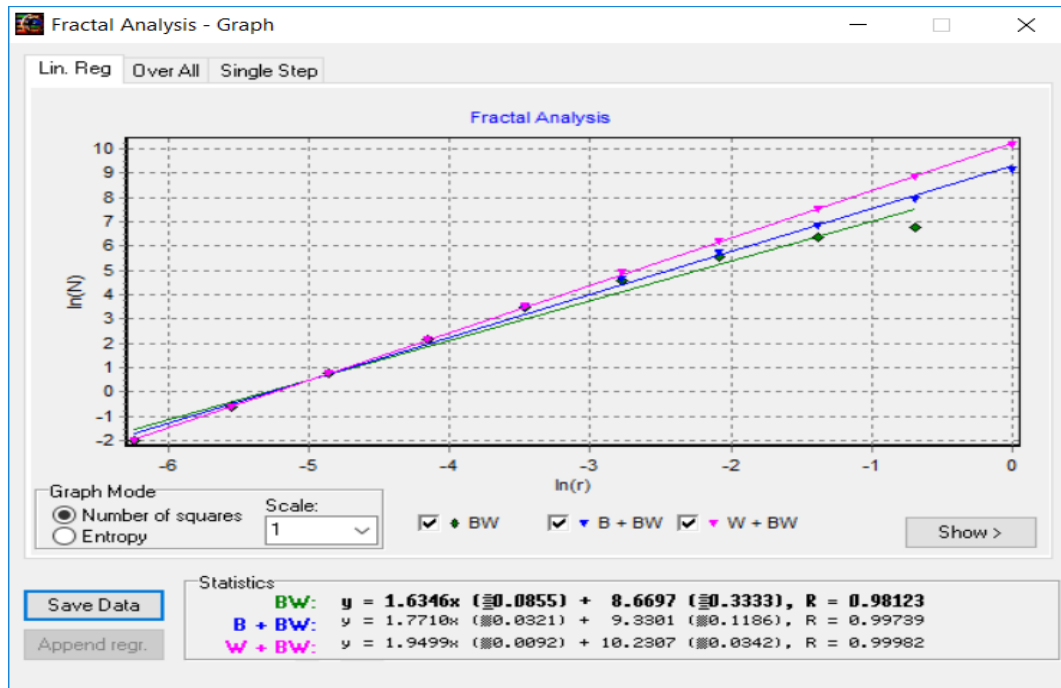 Fractal Analysis - Graph
Lin. Reg Over All Single Step
Fractal Analysis
10
9
8
7
6
5
4
3
2
1
0
-1
-2
ln(N)
-6 -5 -4 -3 -2 -1 0
ln(r)
Graph Mode
Number of squares
Entropy
Scale:
1
BW B + BW W + BW
Show >
Save Data
Append regr.
Statistics
BW: y = 1.6346x (0.0855) + 8.6697 (0.3333), R = 0.98123
B + BW: y = 1.7710x (0.0321) + 9.3301 (0.1186), R = 0.99739
W + BW: y = 1.9499x (0.0092) + 10.2307 (0.0342), R = 0.99982